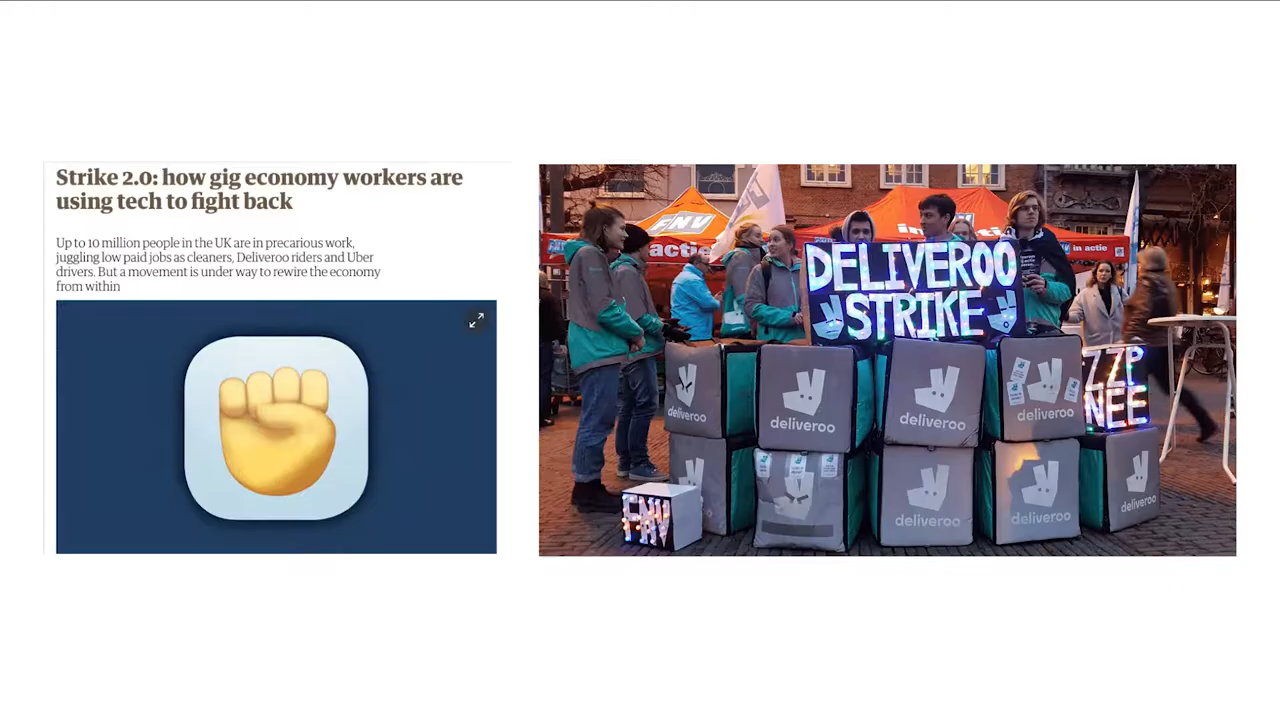 Strike 2.0: how gig economy workers are
using tech to fight back
Up to 10 million people in the UK are in precarious work,
juggling low paid jobs as cleaners, Deliveroo riders and Uber
drivers. But a movement is under way to rewire the economy
from within
FNV
actie
in
in actie
DELIVEROO
STRIKE
ZZP
NEE
deliveroo
deliveroo
deliveroo
deliveroo
deliveroo
deliveroo
deliveroo
FNV